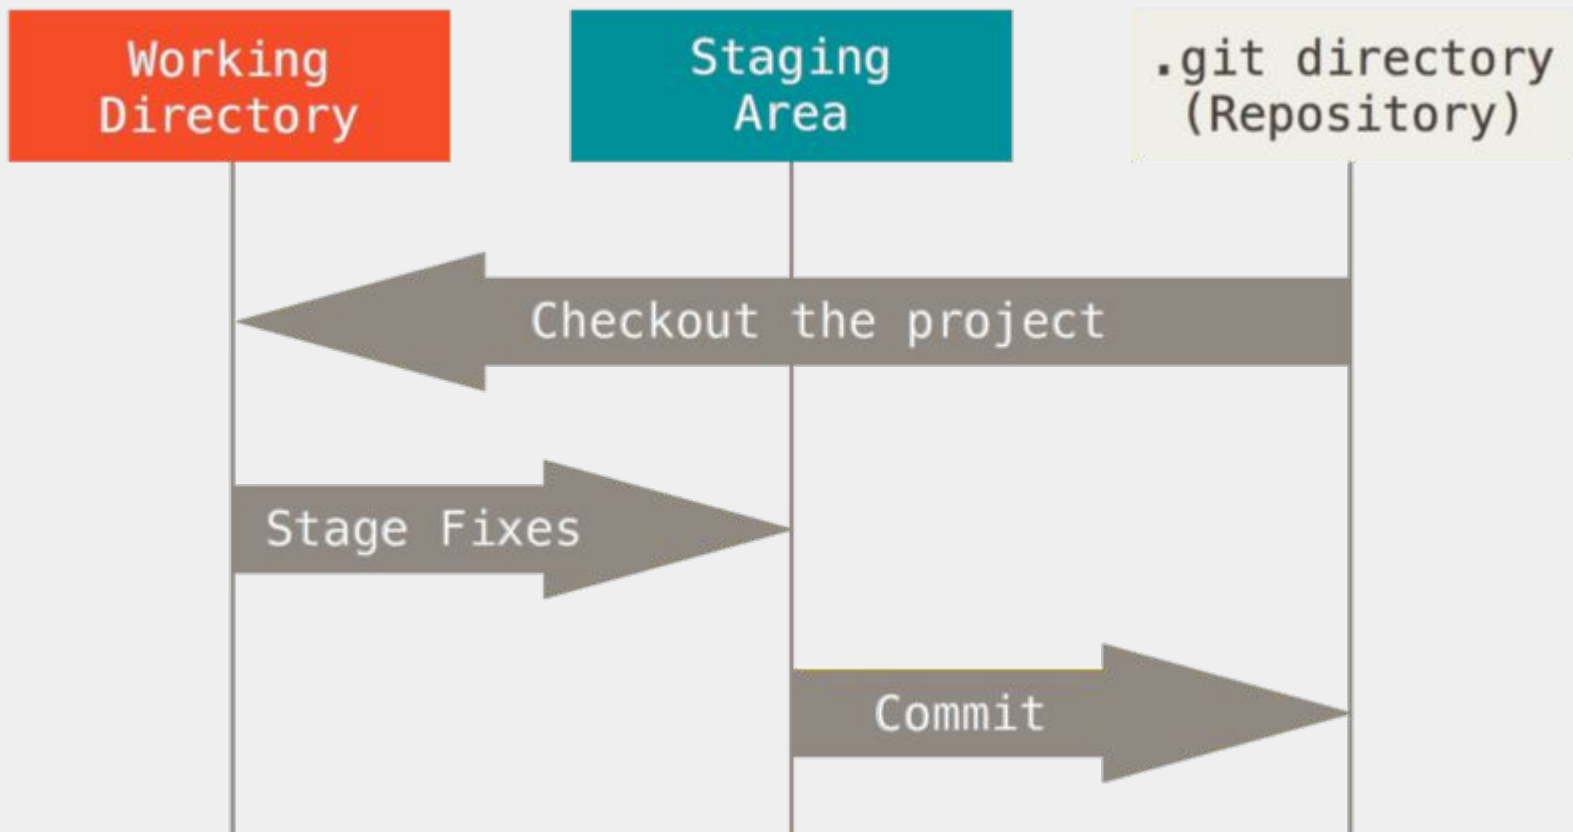 Working
Directory
Staging
Area
.git directory
(Repository)
Checkout the project
Stage Fixes
Commit